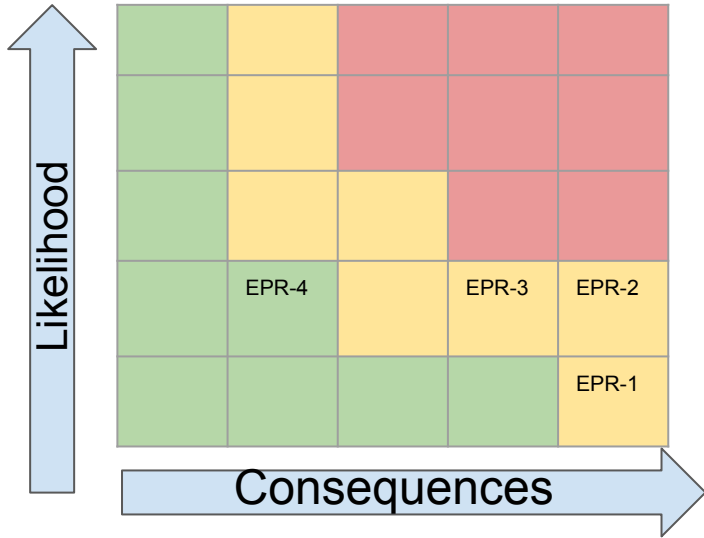 Likelihood
EPR-4
EPR-3
EPR-2
EPR-1
Consequences